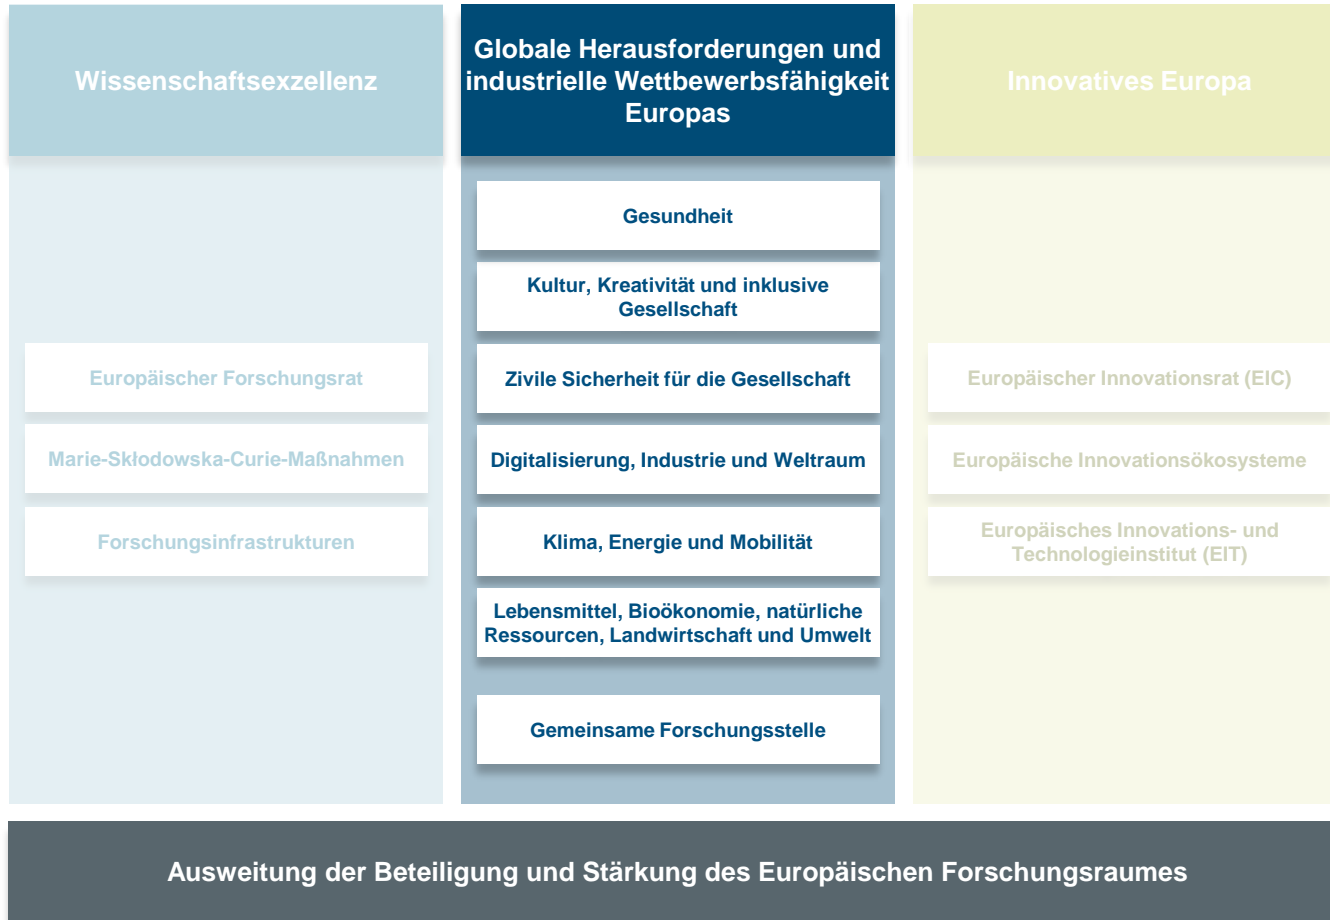 Wissenschaftsexzellenz
Globale Herausforderungen und
industrielle Wettbewerbsfähigkeit
Europas
Innovatives Europa
Gesundheit
Kultur, Kreativität und inklusive
Gesellschaft
Europäischer Forschungsrat
Zivile Sicherheit für die Gesellschaft
Europäischer Innovationsrat (EIC)
Marie-Skłodowska-Curie-Maßnahmen
Digitalisierung, Industrie und Weltraum
Europäische Innovationsökosysteme
Forschungsinfrastrukturen
Klima, Energie und Mobilität
Europäisches Innovations- und
Technologieinstitut (EIT)
Lebensmittel, Bioökonomie, natürliche
Ressourcen, Landwirtschaft und Umwelt
Gemeinsame Forschungsstelle
Ausweitung der Beteiligung und Stärkung des Europäischen Forschungsraumes